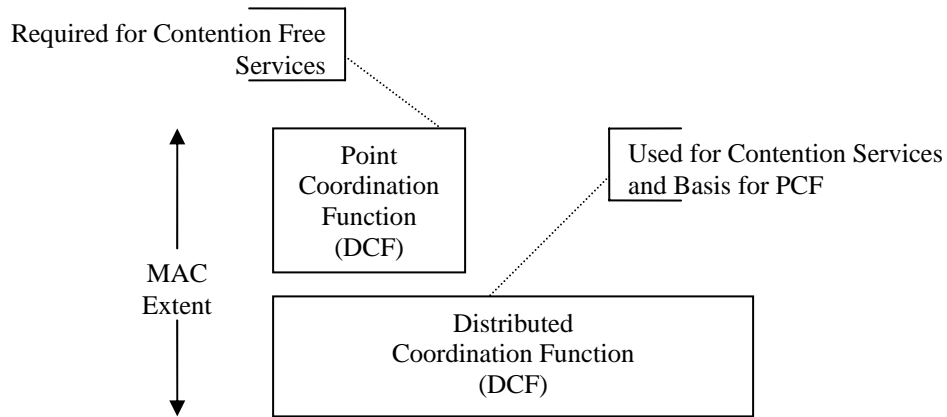 Required for Contention Free
Services
Point
Coordination
Function
(DCF)
Used for Contention Services
and Basis for PCF
MAC
Extent
Distributed
Coordination Function
(DCF)